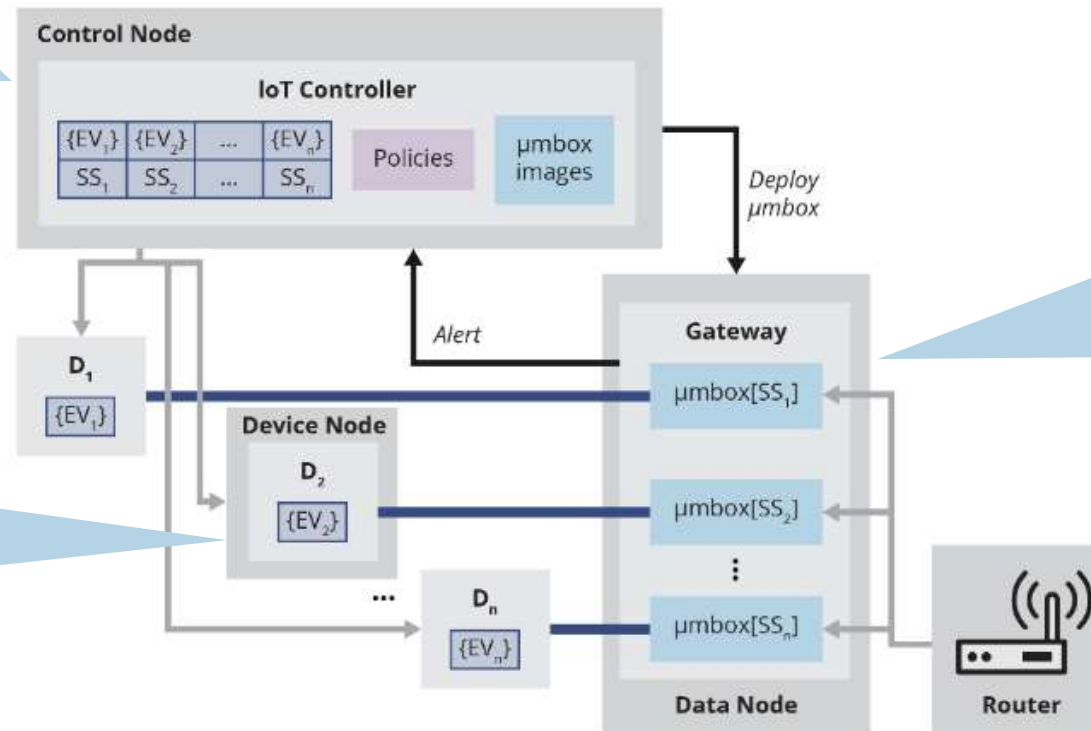 Control Node
IoT Controller
{EV₁} {EV₂} ... {EVₙ}
SS₁ SS₂ ... SSₙ
Policies
µmbox
images
Deploy
µmbox
Alert
Gateway
D₁
{EV₁}
µmbox[SS₁]
Device Node
D₂
{EV₂}
µmbox[SS₂]
...
Dₙ
{EVₙ}
µmbox[SSₙ]
Data Node
Router